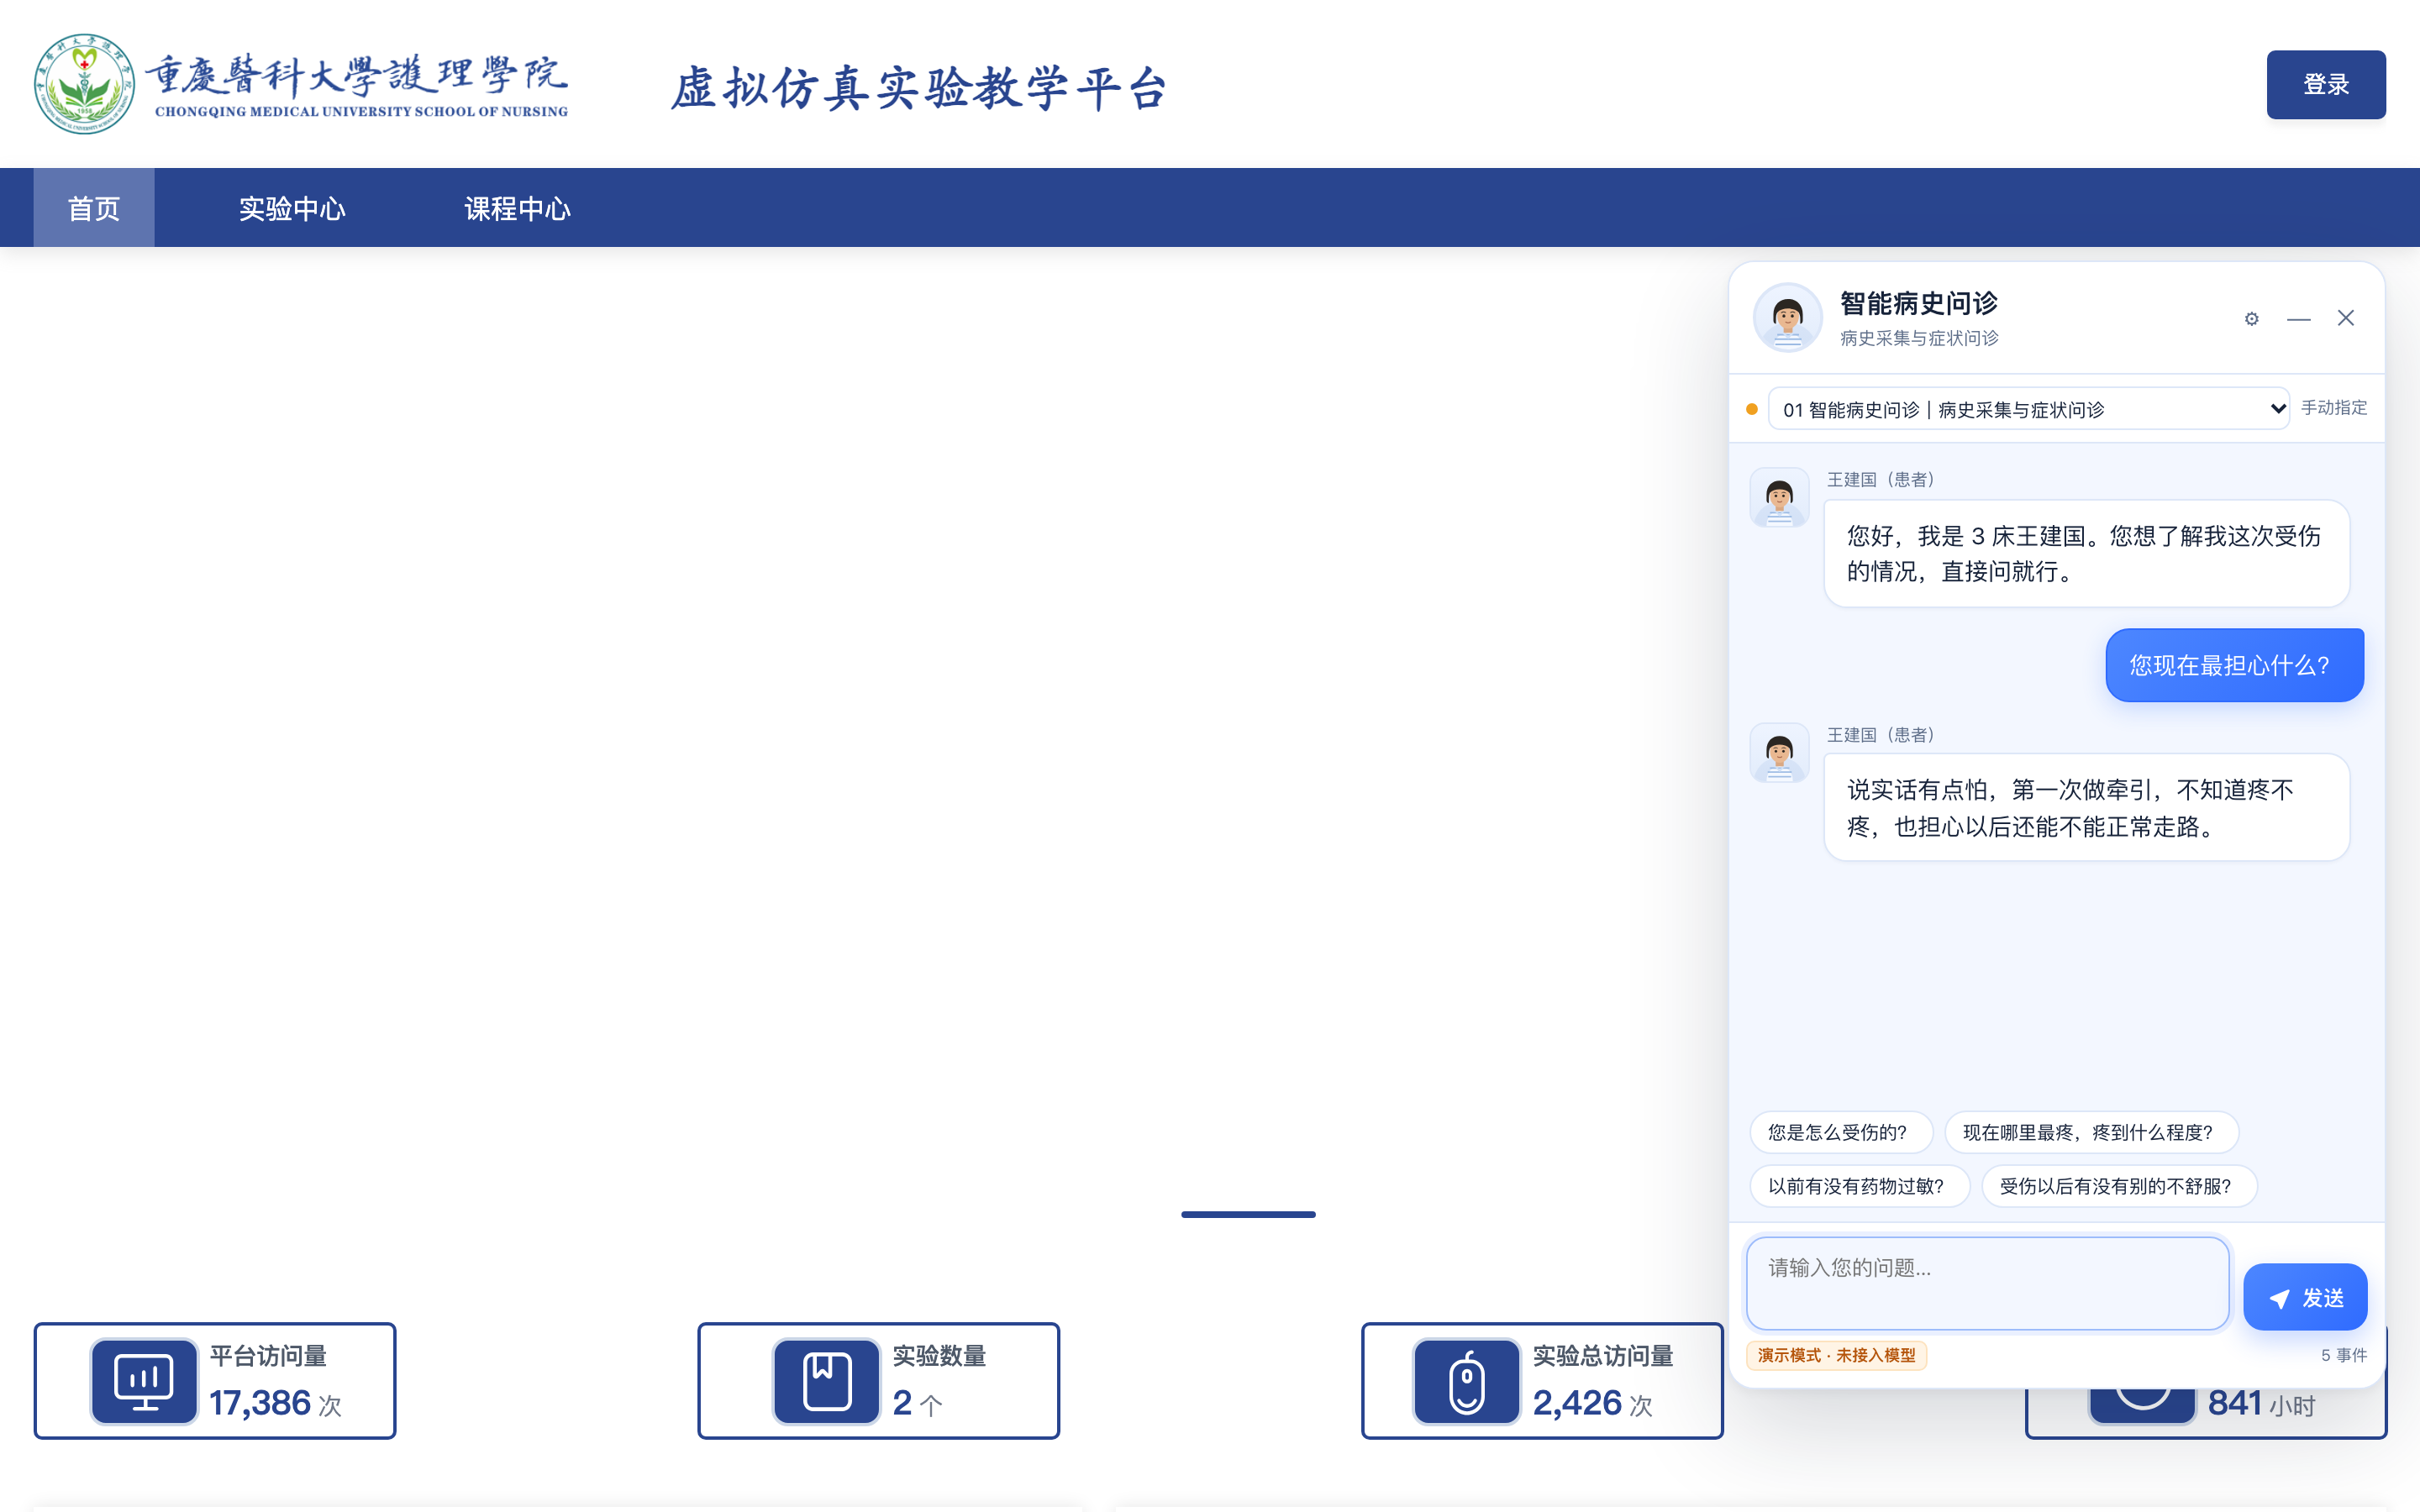 重慶醫科大學護理學院
CHONGQING MEDICAL UNIVERSITY SCHOOL OF NURSING
虚拟仿真实验教学平台
登录
首页
实验中心
课程中心
智能病史问诊
病史采集与症状问诊
01 智能病史问诊 | 病史采集与症状问诊
手动指定
王建国（患者）
您好，我是 3 床王建国。您想了解我这次受伤
的情况，直接问就行。
您现在最担心什么？
王建国（患者）
说实话有点怕，第一次做牵引，不知道疼不
疼，也担心以后还能不能正常走路。
您是怎么受伤的？
现在哪里最疼，疼到什么程度？
以前有没有药物过敏？
受伤以后有没有别的不舒服？
请输入您的问题...
发送
演示模式 · 未接入模型
5 事件
平台访问量
17,386 次
实验数量
2 个
实验总访问量
2,426 次
841 小时